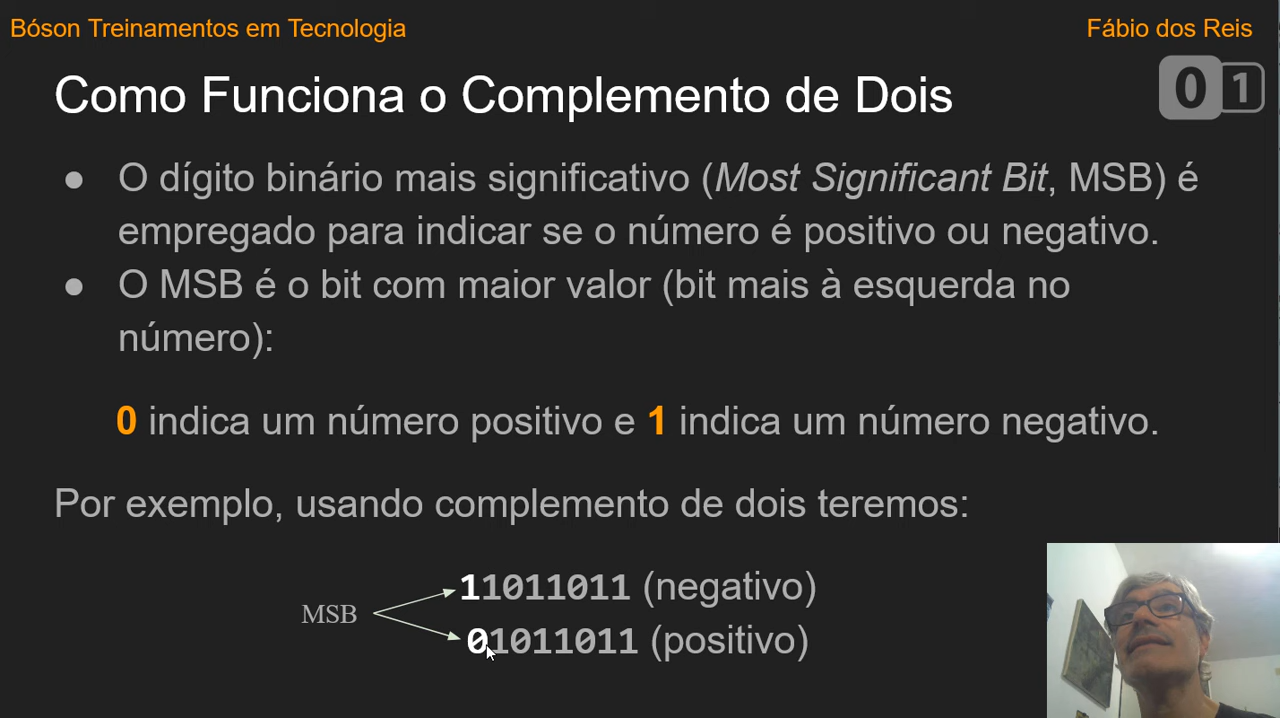 Bóson Treinamentos em Tecnologia
Fábio dos Reis
Como Funciona o Complemento de Dois
0 1
● O dígito binário mais significativo (Most Significant Bit, MSB) é
empregado para indicar se o número é positivo ou negativo.
● O MSB é o bit com maior valor (bit mais à esquerda no
número):
0 indica um número positivo e 1 indica um número negativo.
Por exemplo, usando complemento de dois teremos:
11011011 (negativo)
MSB
01011011 (positivo)